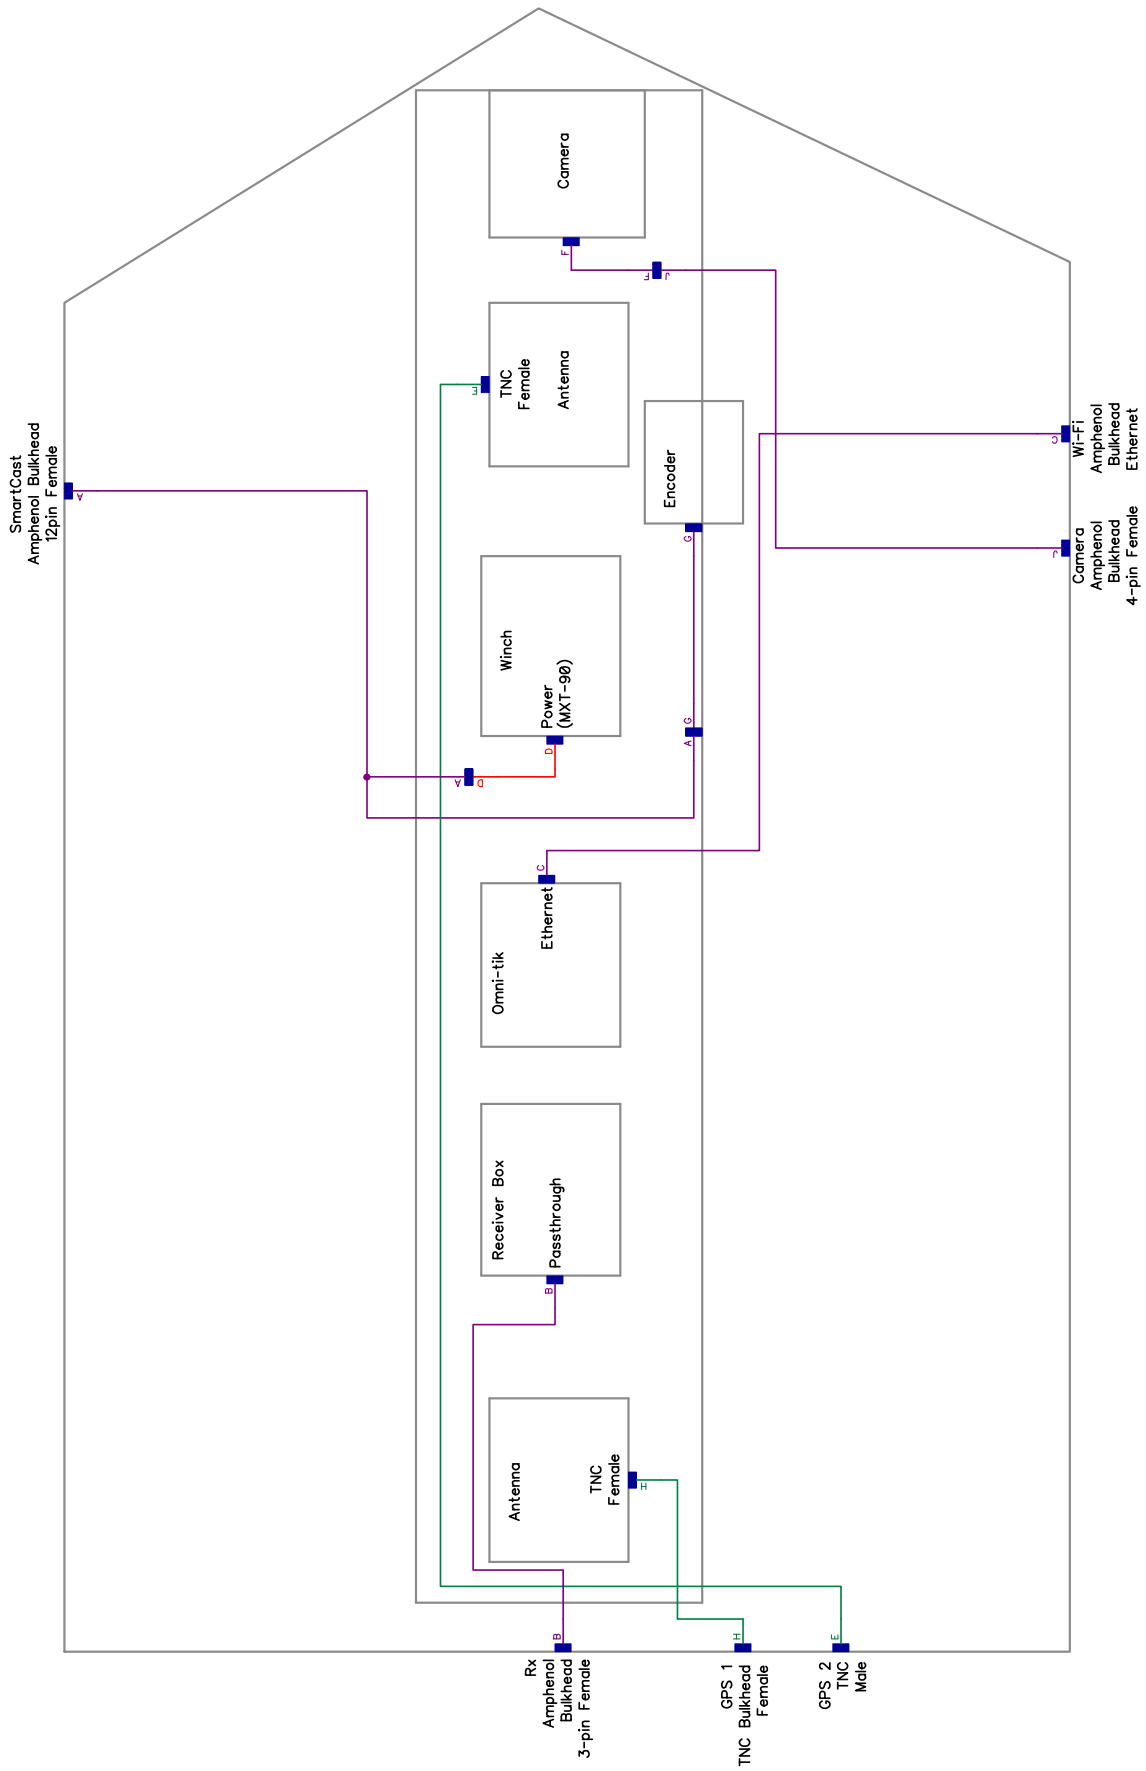 Camera
F
F
J
TNC
Female
Antenna
E
SmartCast
Amphenol Bulkhead
12pin Female
A
Encoder
G
Wi-Fi
Amphenol
Bulkhead
Ethernet
C
Camera
Amphenol
Bulkhead
4-pin Female
J
Winch
Power
(MXT-90)
D
A
D
G
A
C
Ethernet
Omni-tik
Receiver Box
Passthrough
B
Antenna
TNC
Female
H
B
Rx
Amphenol
Bulkhead
3-pin Female
H
GPS 1
TNC Bulkhead
Female
E
GPS 2
TNC
Male